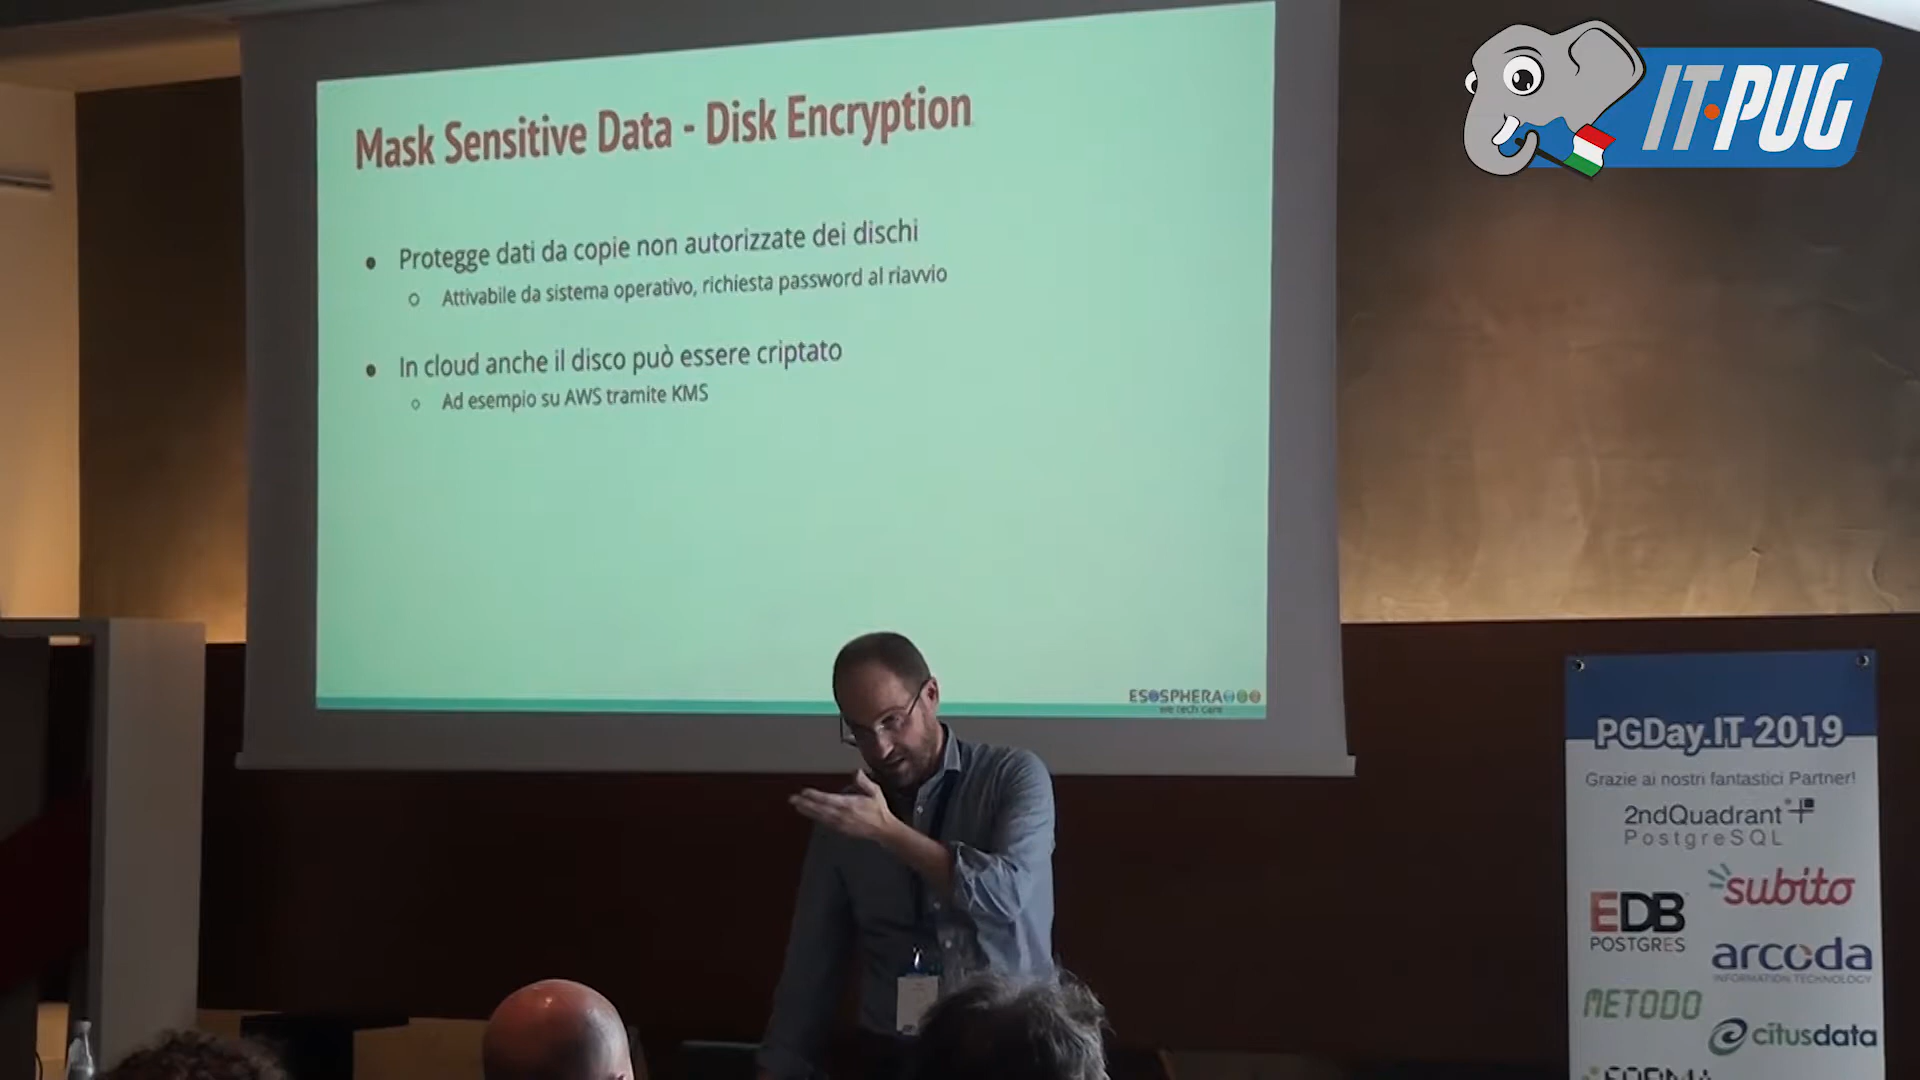 Mask Sensitive Data - Disk Encryption
Protegge dati da copie non autorizzate dei dischi
Attivabile da sistema operativo, richiesta password al riavvio
In cloud anche il disco può essere criptato
Ad esempio su AWS tramite KMS
ESOSPHERA
we tech care
IT·PUG
PGDay.IT 2019
Grazie ai nostri fantastici Partner!
2ndQuadrant
PostgreSQL
subito
EDB
POSTGRES
arcoda
INFORMATION TECHNOLOGY
METODO
citusdata